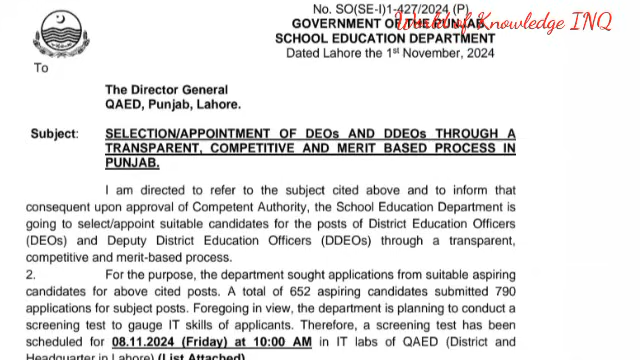 No. SO(SE-I)1-427/2024 (P)
World of Knowledge INQ
GOVERNMENT OF THE PUNJAB
SCHOOL EDUCATION DEPARTMENT
Dated Lahore the 1st November, 2024
To
The Director General
QAED, Punjab, Lahore.
Subject: SELECTION/APPOINTMENT OF DEOs AND DDEOs THROUGH A
TRANSPARENT, COMPETITIVE AND MERIT BASED PROCESS IN
PUNJAB.
I am directed to refer to the subject cited above and to inform that
consequent upon approval of Competent Authority, the School Education Department is
going to select/appoint suitable candidates for the posts of District Education Officers
(DEOs) and Deputy District Education Officers (DDEOs) through a transparent,
competitive and merit-based process.
2. For the purpose, the department sought applications from suitable aspiring
candidates for above cited posts. A total of 652 aspiring candidates submitted 790
applications for subject posts. Foregoing in view, the department is planning to conduct a
screening test to gauge IT skills of applicants. Therefore, a screening test has been
scheduled for 08.11.2024 (Friday) at 10:00 AM in IT labs of QAED (District and
Headquarter in Lahore) (List Attached)